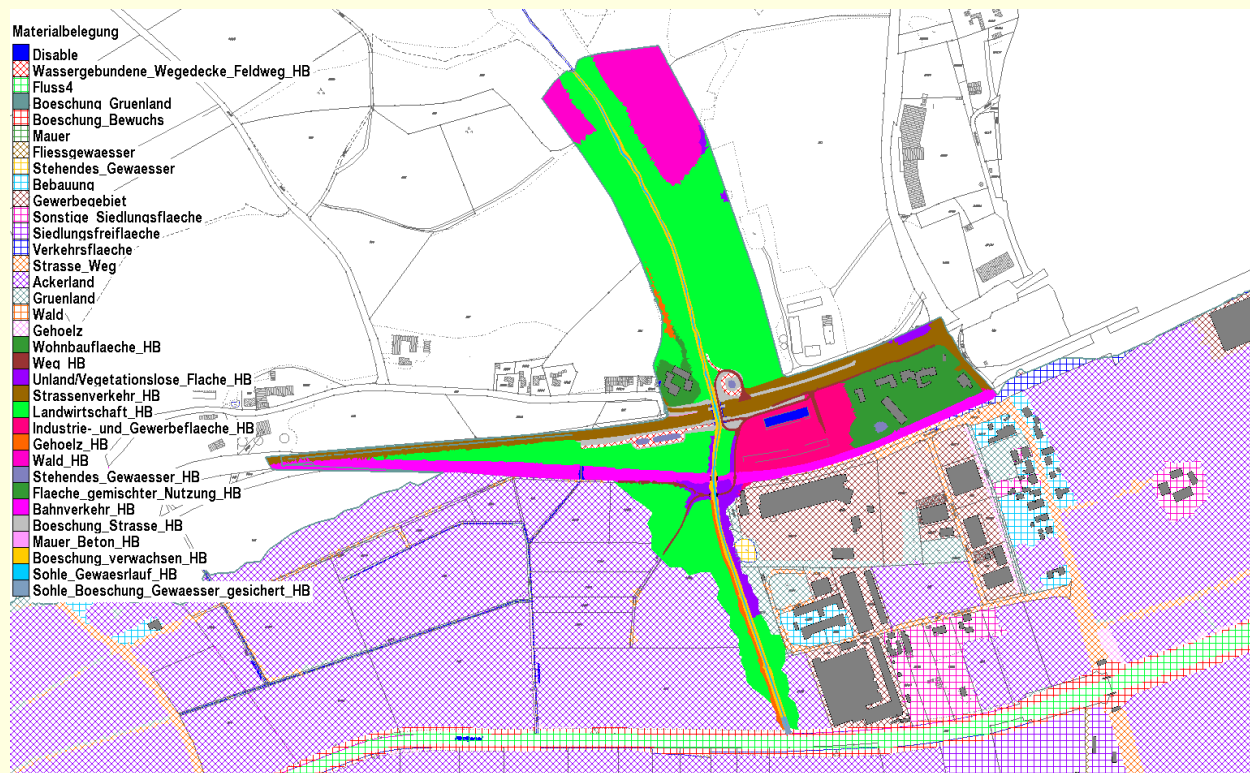 Materialbelegung
Disable
Wassergebundene_Wegedecke_Feldweg_HB
Fluss4
Boeschung_Gruenland
Boeschung_Bewuchs
Mauer
Fliessgewaesser
Stehendes_Gewaesser
Bebauung
Gewerbegebiet
Sonstige_Siedlungsflaeche
Siedlungsfreiflaeche
Verkehrsflaeche
Strasse_Weg
Ackerland
Gruenland
Wald
Gehoelz
Wohnbauflaeche_HB
Weg_HB
Unland/Vegetationslose_Flache_HB
Strassenverkehr_HB
Landwirtschaft_HB
Industrie-_und_Gewerbeflaeche_HB
Gehoelz_HB
Wald_HB
Stehendes_Gewaesser_HB
Flaeche_gemischter_Nutzung_HB
Bahnverkehr_HB
Boeschung_Strasse_HB
Mauer_Beton_HB
Boeschung_verwachsen_HB
Sohle_Gewaesrlauf_HB
Sohle_Boeschung_Gewaesser_gesichert_HB